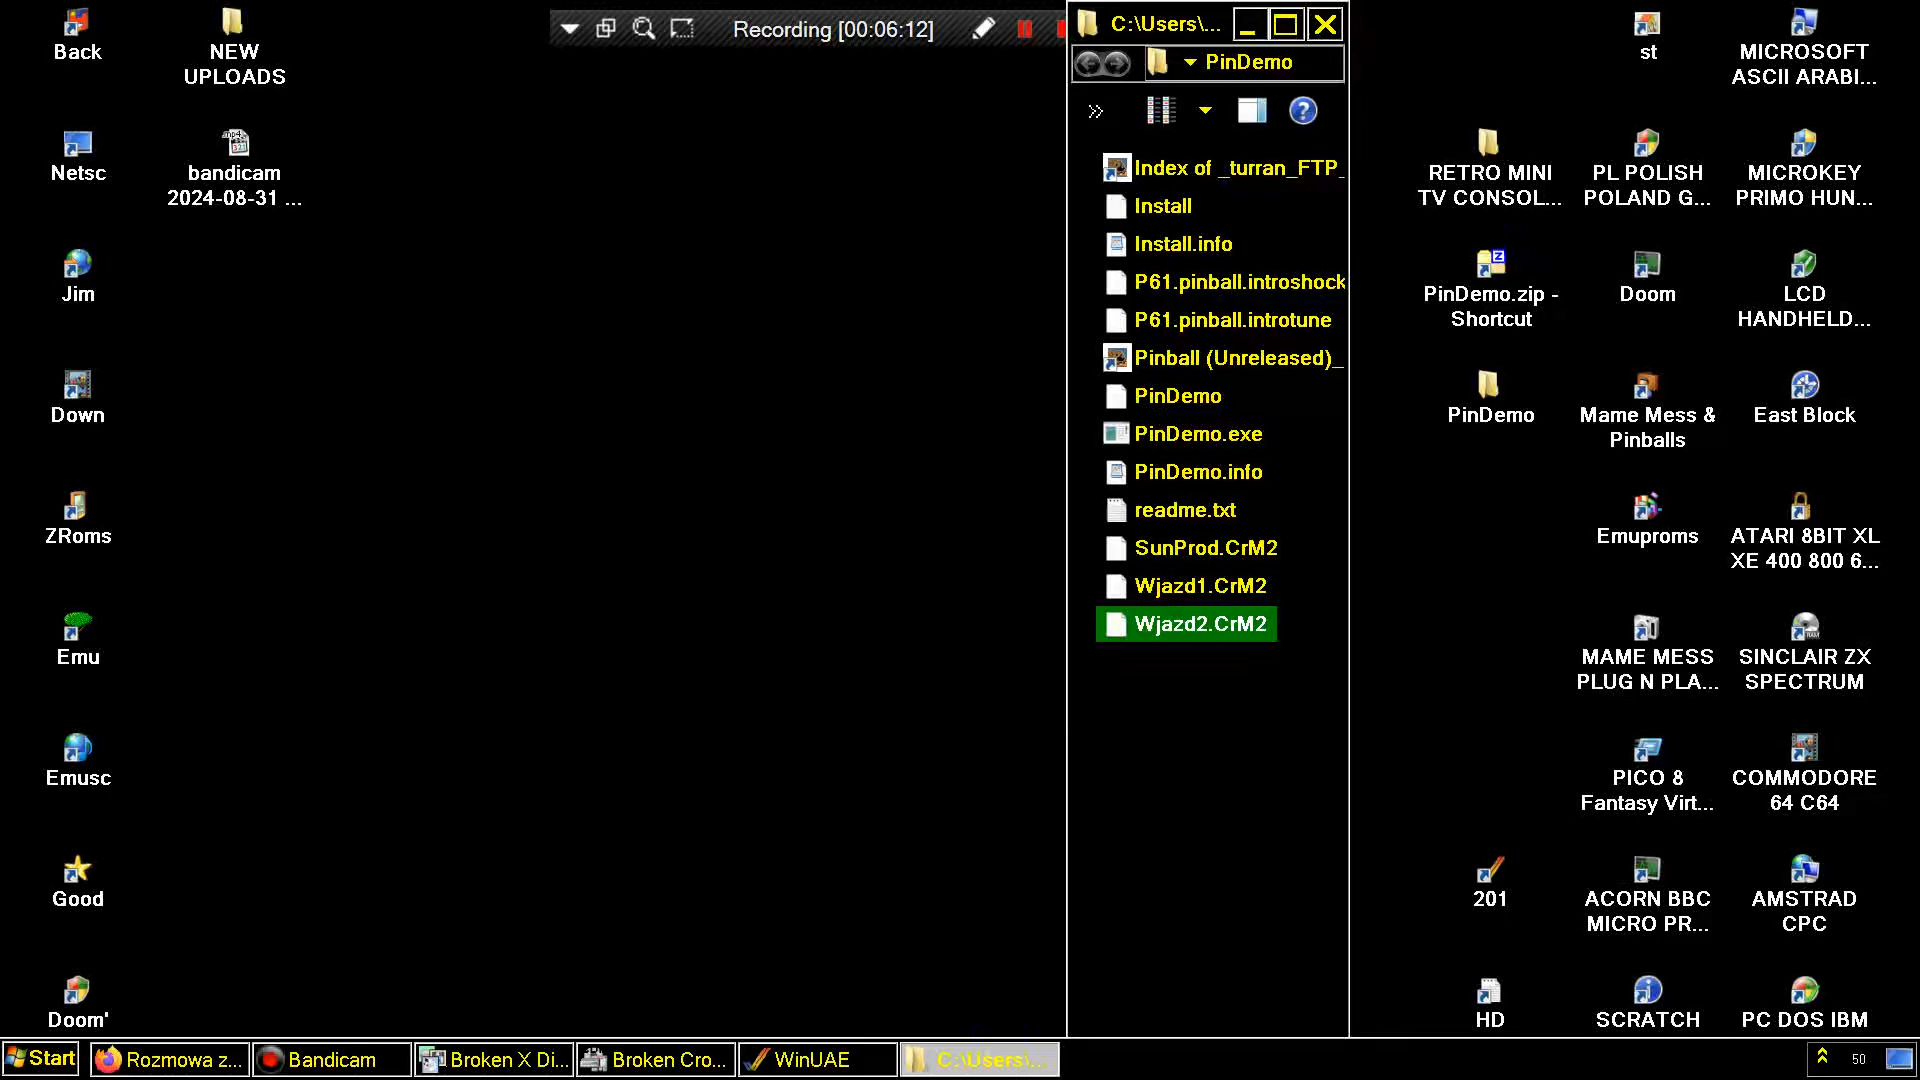 Back
NEW
UPLOADS
Netsc
bandicam
2024-08-31 ...
Jim
Down
ZRoms
Emu
Emusc
Good
Doom'
Recording [00:06:12]
C:\Users\...
PinDemo
Index of _turran_FTP_
Install
Install.info
P61.pinball.introshock
P61.pinball.introtune
Pinball (Unreleased)_
PinDemo
PinDemo.exe
PinDemo.info
readme.txt
SunProd.CrM2
Wjazd1.CrM2
Wjazd2.CrM2
st
MICROSOFT
ASCII ARABI...
RETRO MINI
TV CONSOL...
PL POLISH
POLAND G...
MICROKEY
PRIMO HUN...
PinDemo.zip -
Shortcut
Doom
LCD
HANDHELD...
PinDemo
Mame Mess &
Pinballs
East Block
Emuproms
ATARI 8BIT XL
XE 400 800 6...
MAME MESS
PLUG N PLA...
SINCLAIR ZX
SPECTRUM
PICO 8
Fantasy Virt...
COMMODORE
64 C64
201
ACORN BBC
MICRO PR...
AMSTRAD
CPC
HD
SCRATCH
PC DOS IBM
Start
Rozmowa z...
Bandicam
Broken X Di...
Broken Cro...
WinUAE
C:\Users\...
50